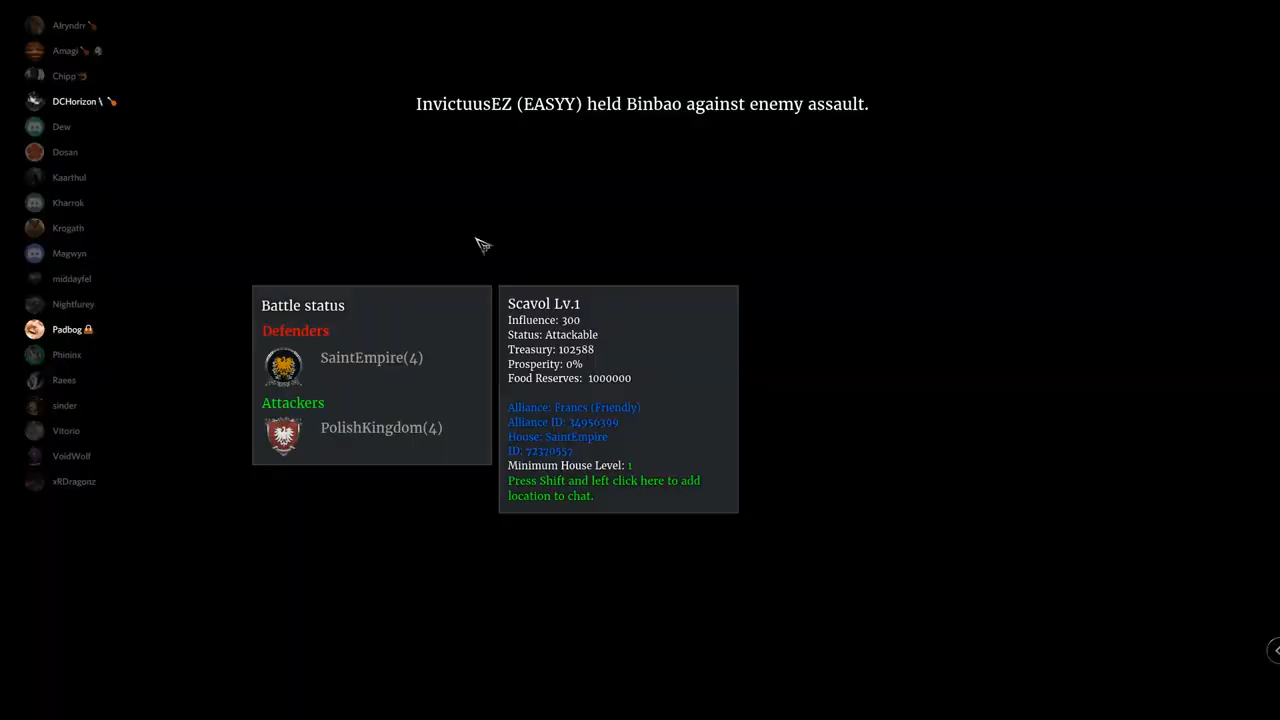 Alryndrr
Amagi
Chipp
DCHorizon \
Dew
Dosan
Kaarthul
Kharrok
Krogath
Magwyn
middayfel
Nightfurey
Padbog
Phininx
Raees
sinder
Vitorio
VoidWolf
xRDragonz
InvictuusEZ (EASYY) held Binbao against enemy assault.
Battle status
Defenders
SaintEmpire(4)
Attackers
PolishKingdom(4)
Scavol Lv.1
Influence: 300
Status: Attackable
Treasury: 102588
Prosperity: 0%
Food Reserves: 1000000
Alliance: Francs (Friendly)
Alliance ID: 34956399
House: SaintEmpire
ID: 72370557
Minimum House Level: 1
Press Shift and left click here to add
location to chat.